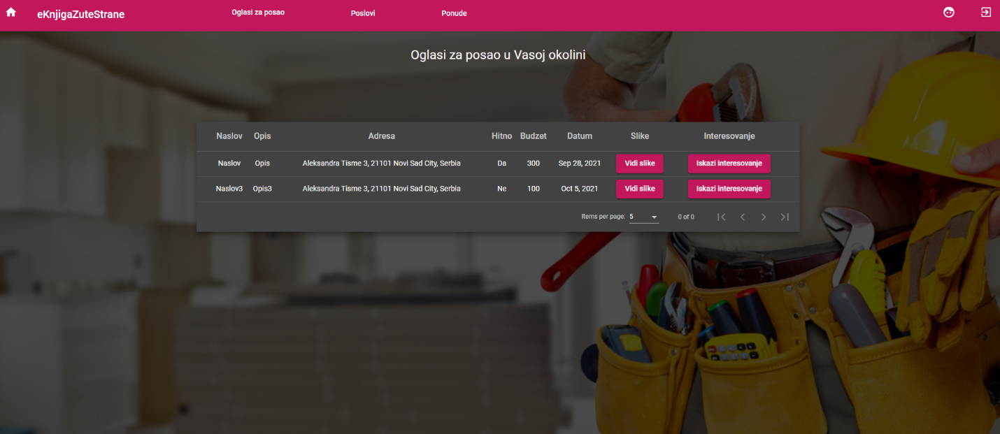 eKnjigaZuteStrane Oglasi za posao Poslovi Ponude
Oglasi za posao u Vasoj okolini
Naslov Opis Adresa Hitno Budzet Datum Slike Interesovanje
Naslov Opis Aleksandra Tisme 3, 21101 Novi Sad City, Serbia Da 300 Sep 28, 2021 Vidi slike Iskazi interesovanje
Naslov3 Opis3 Aleksandra Tisme 3, 21101 Novi Sad City, Serbia Ne 100 Oct 5, 2021 Vidi slike Iskazi interesovanje
Items per page: 5 0 of 0